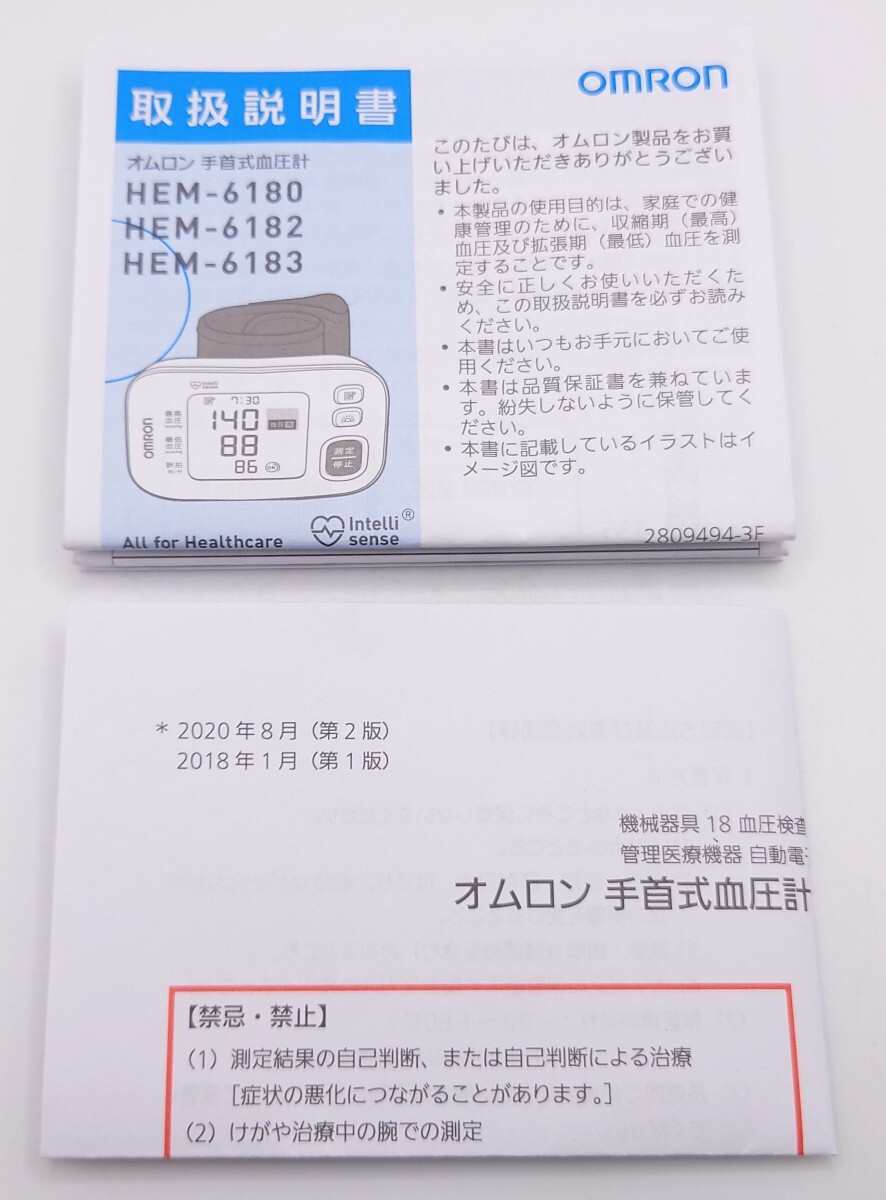 取扱説明書
オムロン 手首式血圧計
HEM-6180
HEM-6182
HEM-6183
Intelli
sense
7:30
OMRON
最高
血圧
140
最低
血圧
88
脈拍
86
OK
測定
停止
All for Healthcare
Intelli®
sense
OMRON
このたびは、オムロン製品をお買
い上げいただきありがとうござい
ました。
・本製品の使用目的は、家庭での健
康管理のために、収縮期（最高）
血圧及び拡張期（最低）血圧を測
定することです。
・安全に正しくお使いいただくた
め、この取扱説明書を必ずお読み
ください。
・本書はいつもお手元においてご使
用ください。
・本書は品質保証書を兼ねていま
す。紛失しないように保管してく
ださい。
・本書に記載しているイラストはイ
メージ図です。
2809494-3F
＊2020年8月（第2版）
2018年1月（第1版）
機械器具 18 血圧検査
管理医療機器 自動電子
オムロン 手首式血圧計
【禁忌・禁止】
（1）測定結果の自己判断、または自己判断による治療
［症状の悪化につながることがあります。］
（2）けがや治療中の腕での測定